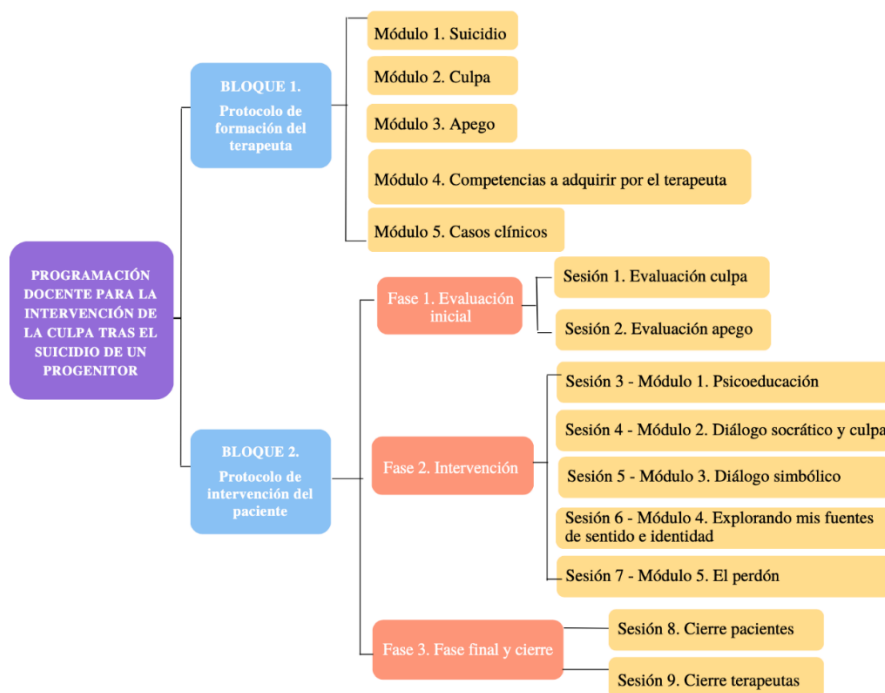 PROGRAMACIÓN
DOCENTE PARA LA
INTERVENCIÓN DE
LA CULPA TRAS EL
SUICIDIO DE UN
PROGENITOR
BLOQUE 1.
Protocolo de
formación del
terapeuta
Módulo 1. Suicidio
Módulo 2. Culpa
Módulo 3. Apego
Módulo 4. Competencias a adquirir por el terapeuta
Módulo 5. Casos clínicos
BLOQUE 2.
Protocolo de
intervención del
paciente
Fase 1. Evaluación
inicial
Sesión 1. Evaluación culpa
Sesión 2. Evaluación apego
Fase 2. Intervención
Sesión 3 - Módulo 1. Psicoeducación
Sesión 4 - Módulo 2. Diálogo socrático y culpa
Sesión 5 - Módulo 3. Diálogo simbólico
Sesión 6 - Módulo 4. Explorando mis fuentes
de sentido e identidad
Sesión 7 - Módulo 5. El perdón
Fase 3. Fase final y cierre
Sesión 8. Cierre pacientes
Sesión 9. Cierre terapeutas